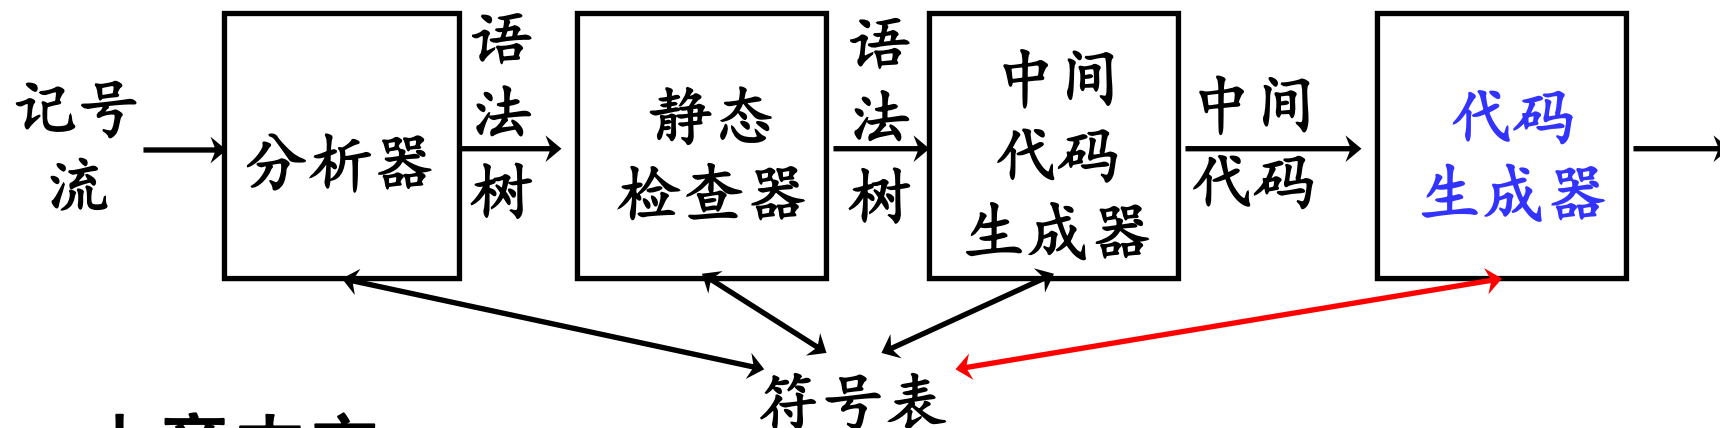 记号
流
分析器
语
法
树
静态
检查器
语
法
树
中间
代码
生成器
中间
代码
代码
生成器
符号表